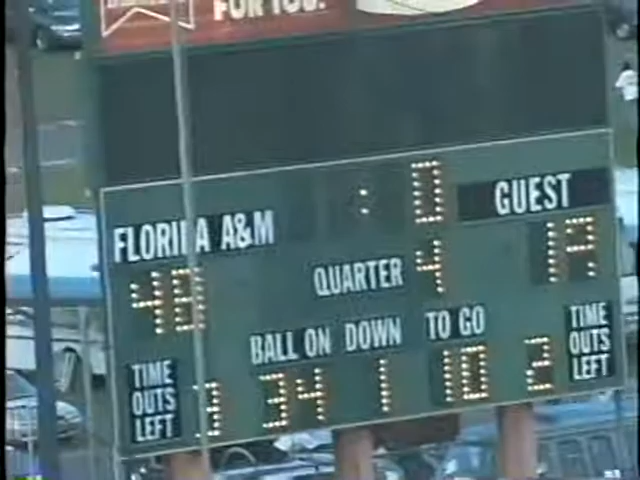 FOR YOU.
: 0
FLORIDA A&M
GUEST
48
QUARTER 4
19
BALL ON DOWN TO GO
TIME OUTS LEFT
3 34 1 10 2
TIME OUTS LEFT